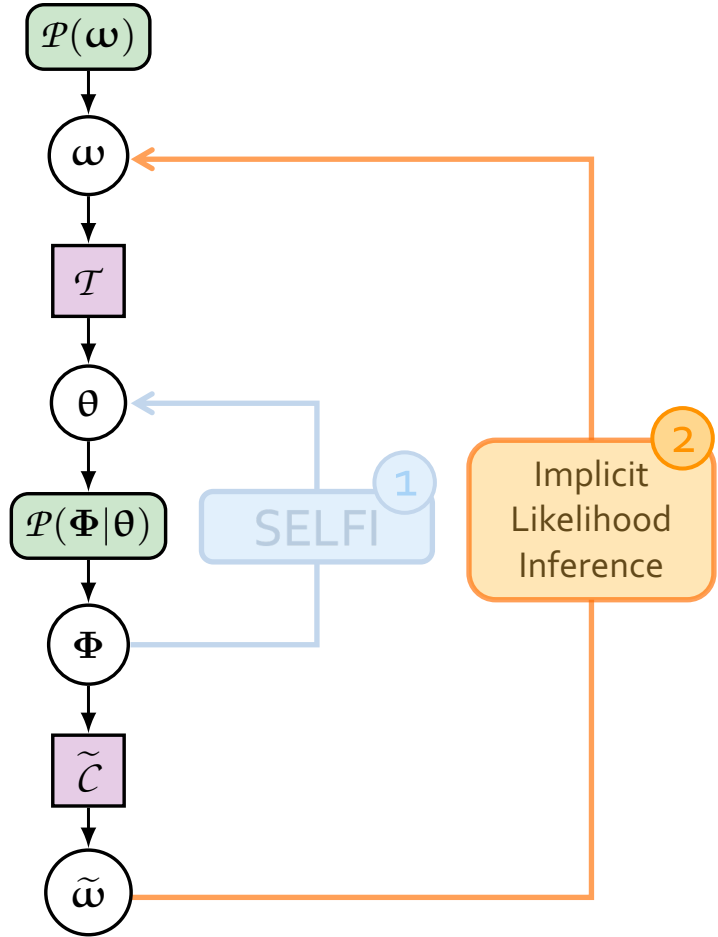 𝒫(ω)
ω
𝒯
θ
𝒫(Φ|θ)
1
SELFI
2
Implicit
Likelihood
Inference
Φ
C̃
ω̃